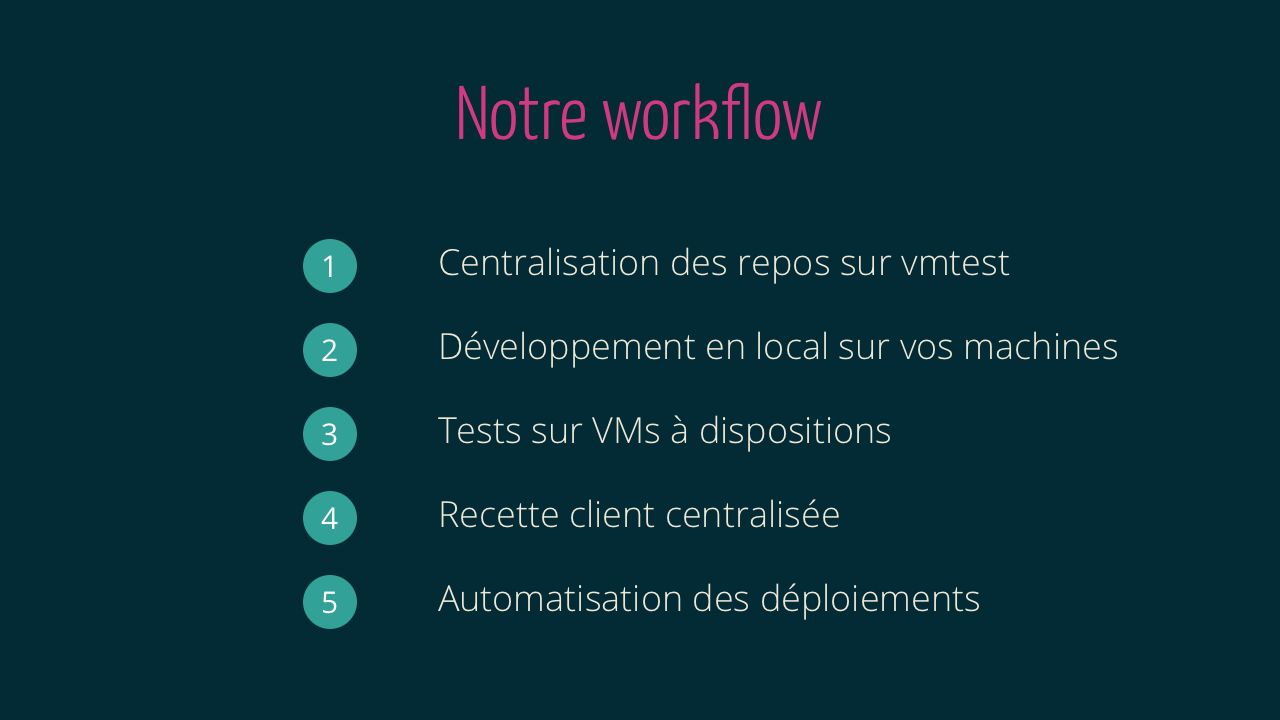 Notre workflow
1 Centralisation des repos sur vmtest
2 Développement en local sur vos machines
3 Tests sur VMs à dispositions
4 Recette client centralisée
5 Automatisation des déploiements